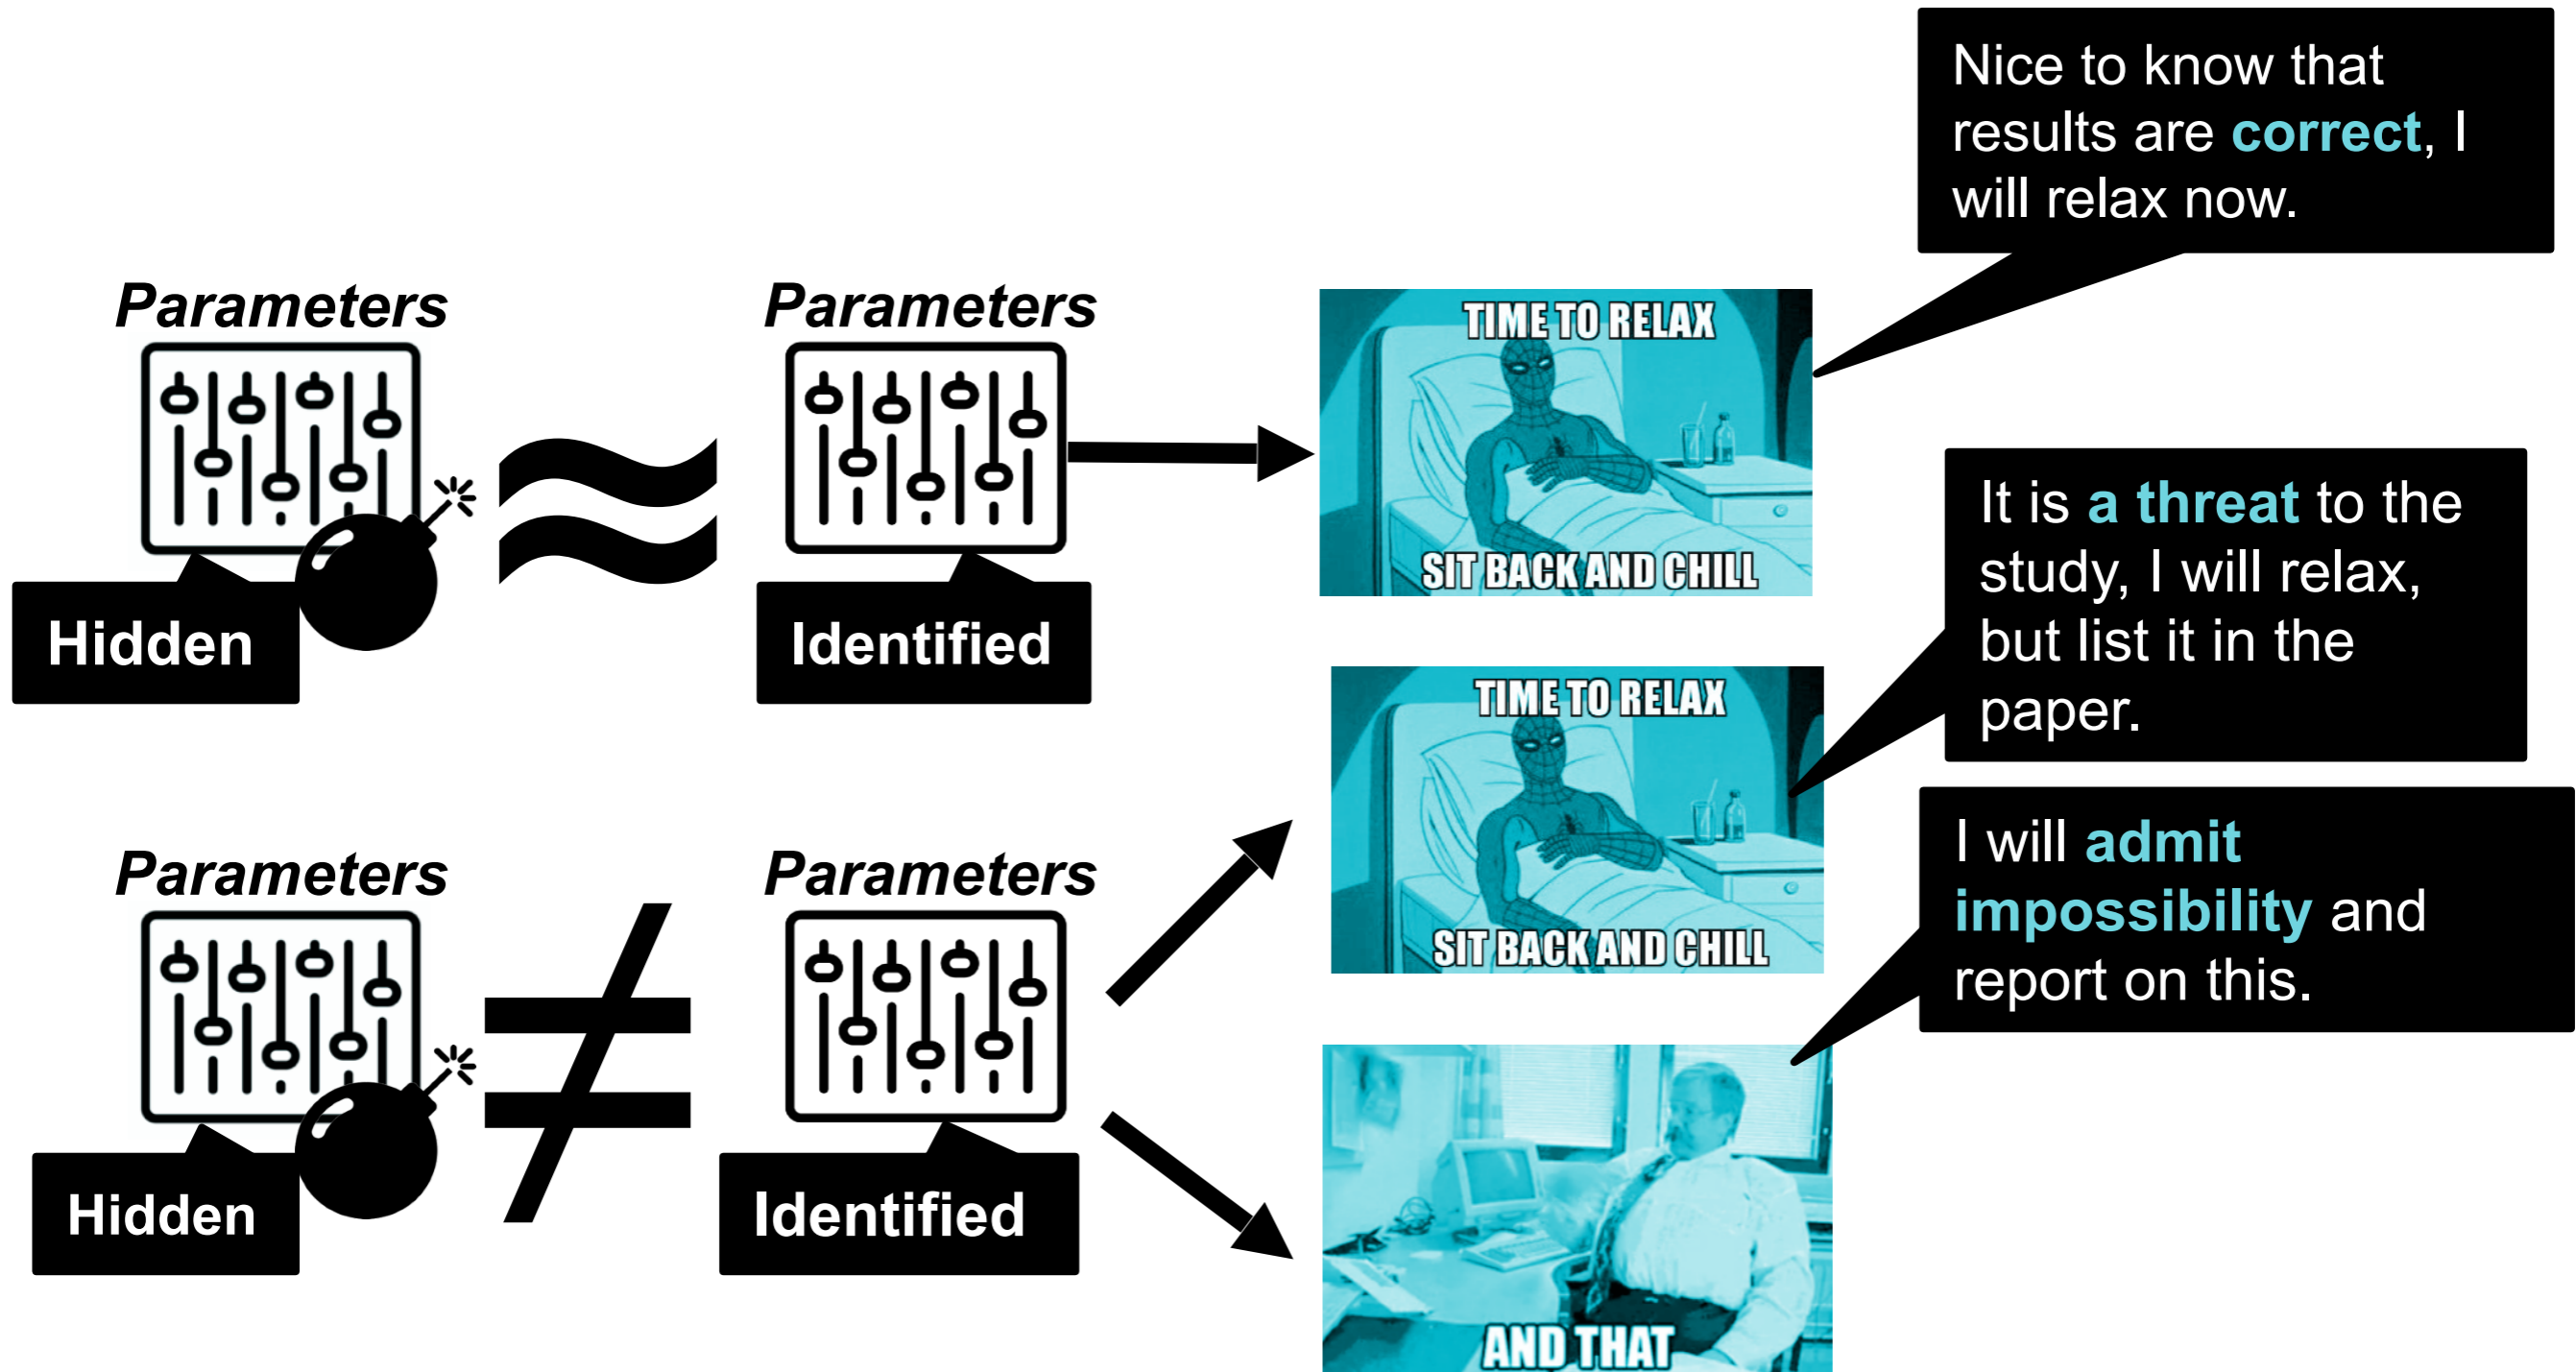 Nice to know that
results are correct, I
will relax now.
Parameters
Parameters
TIME TO RELAX
SIT BACK AND CHILL
Hidden
Identified
It is a threat to the
study, I will relax,
but list it in the
paper.
TIME TO RELAX
SIT BACK AND CHILL
Parameters
Parameters
≠
Hidden
Identified
I will admit
impossibility and
report on this.
AND THAT